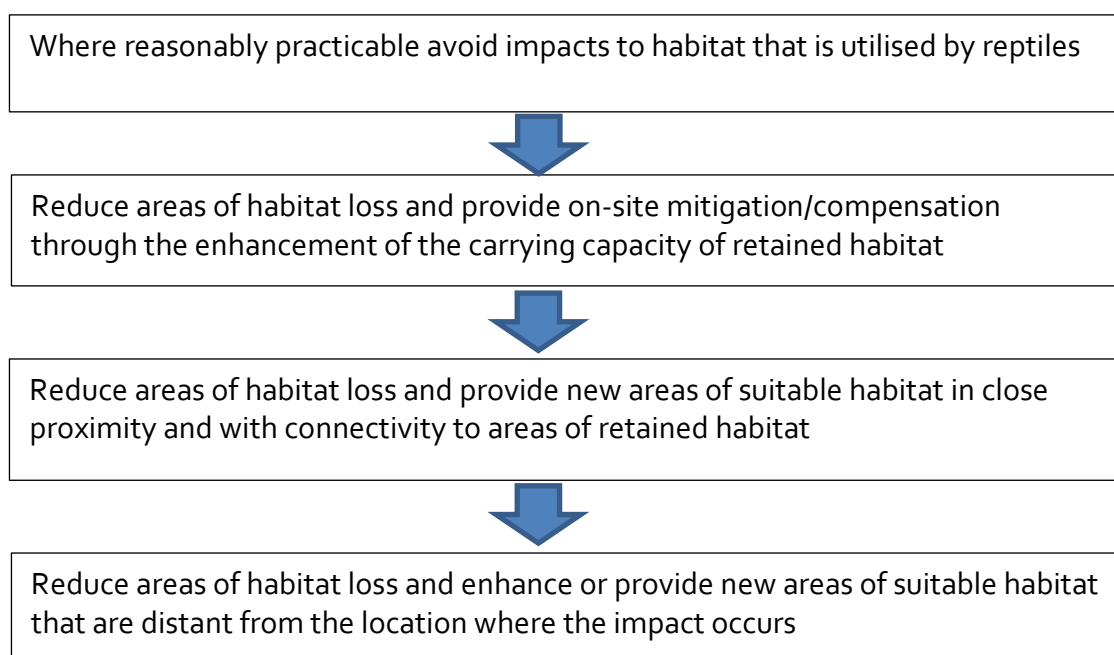 Where reasonably practicable avoid impacts to habitat that is utilised by reptiles
Reduce areas of habitat loss and provide on-site mitigation/compensation
through the enhancement of the carrying capacity of retained habitat
Reduce areas of habitat loss and provide new areas of suitable habitat in close
proximity and with connectivity to areas of retained habitat
Reduce areas of habitat loss and enhance or provide new areas of suitable habitat
that are distant from the location where the impact occurs